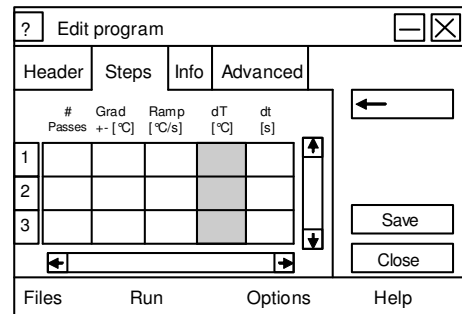 ? Edit program
Header Steps Info Advanced
# Grad Ramp dT dt
Passes +- [°C] [°C/s] [°C] [s]
1
2
3
Save
Close
Files Run Options Help